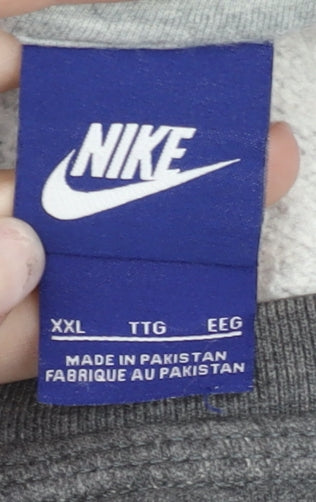 NIKE
XXL TTG EEG
MADE IN PAKISTAN
FABRIQUE AU PAKISTAN